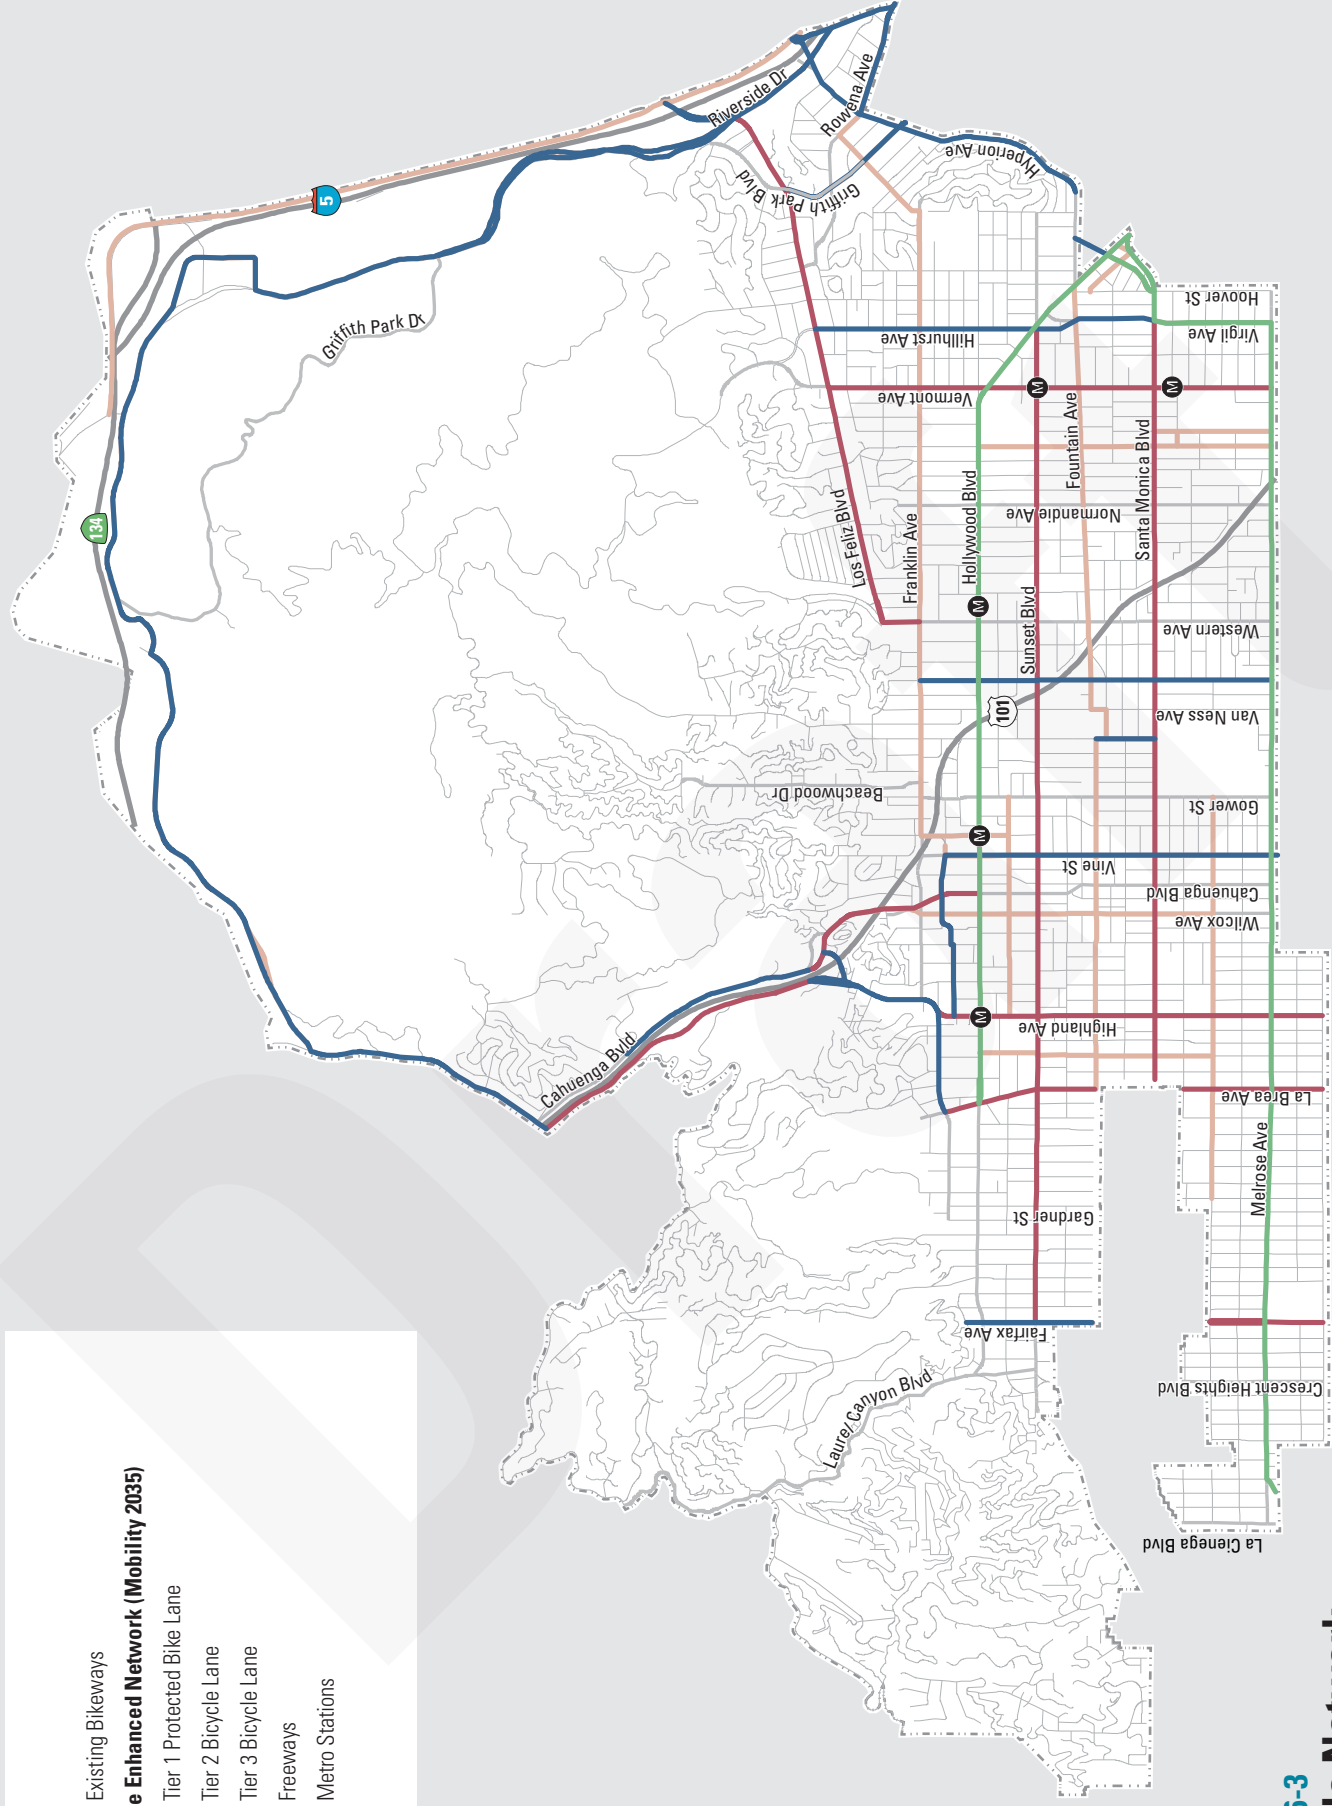 Existing Bikeways
e Enhanced Network (Mobility 2035)
Tier 1 Protected Bike Lane
Tier 2 Bicycle Lane
Tier 3 Bicycle Lane
Freeways
Metro Stations
-3
134
5
101
Riverside Dr
Rowena Ave
Hyperion Ave
Griffith Park Blvd
Griffith Park Blvd
Griffith Park Dr
Hoover St
Virgil Ave
Hillhurst Ave
Vermont Ave
Fountain Ave
Santa Monica Blvd
Normandie Ave
Hollywood Blvd
Los Feliz Blvd
Franklin Ave
Sunset Blvd
Western Ave
Van Ness Ave
Beachwood Dr
Gower St
Vine St
Cahuenga Blvd
Wilcox Ave
Highland Ave
Cahuenga Bvld
La Brea Ave
Melrose Ave
Gardner St
Fairfax Ave
Crescent Heights Blvd
Laurel Canyon Blvd
La Cienega Blvd
M
M
M
M
M